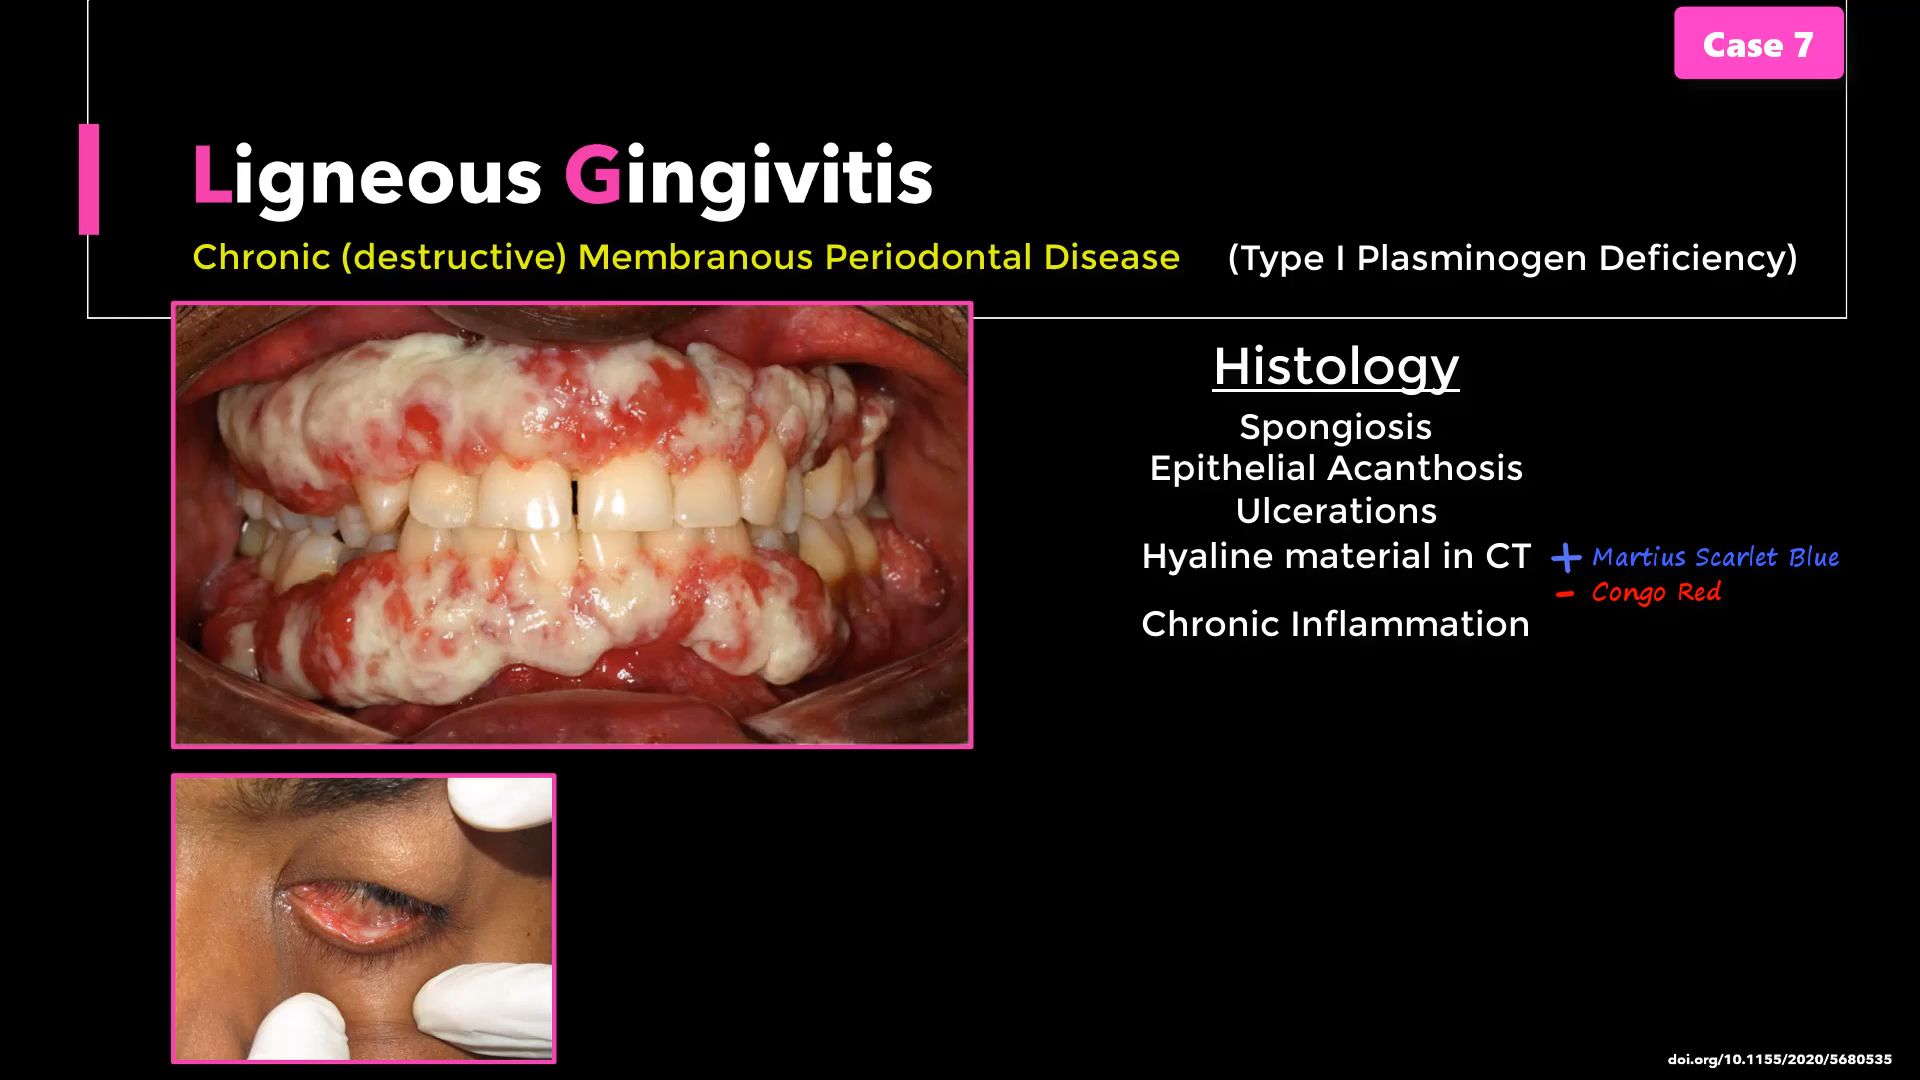 Case 7
Ligneous Gingivitis
Chronic (destructive) Membranous Periodontal Disease (Type I Plasminogen Deficiency)
Histology
Spongiosis
Epithelial Acanthosis
Ulcerations
Hyaline material in CT + Martius Scarlet Blue
- Congo Red
Chronic Inflammation
doi.org/10.1155/2020/5680535